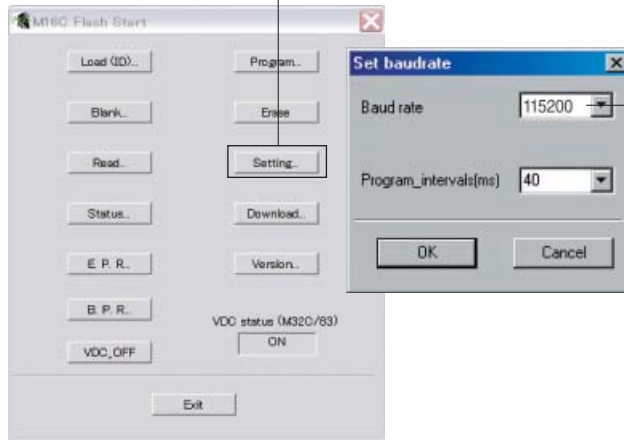 M16C Flash Start
Load (ID)...
Program...
Blank...
Erase
Read...
Setting...
Status...
Download...
E. P. R...
Version...
B. P. R...
VDC status (M32C/83)
VDC_OFF
ON
Exit
Set baudrate
Baud rate
115200
Program_intervals(ms)
40
OK
Cancel